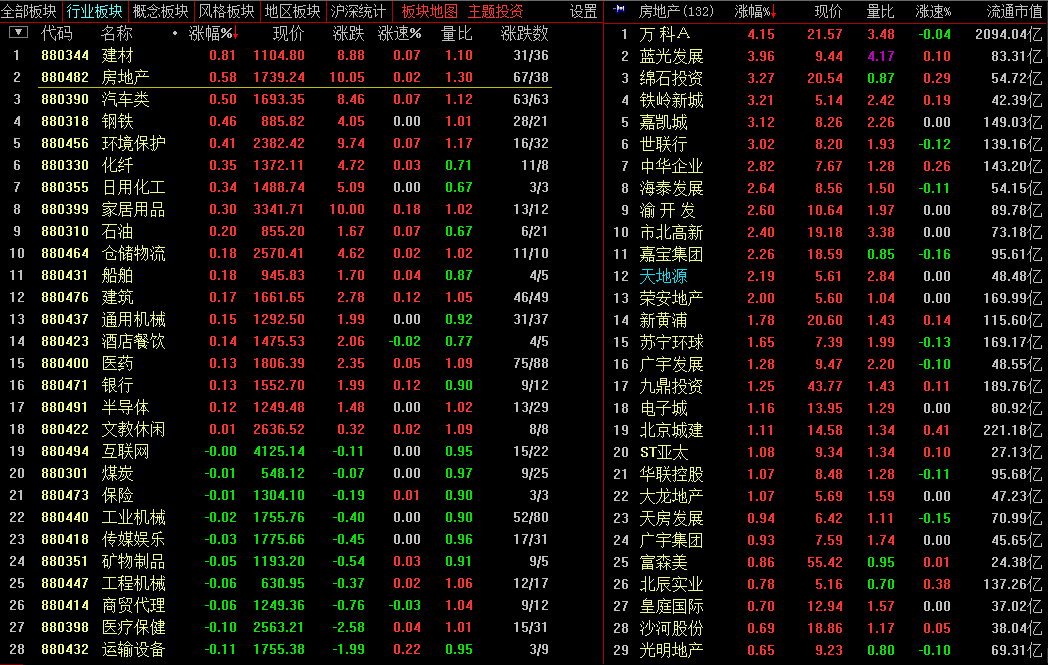 全部板块 行业板块 概念板块 风格板块 地区板块 沪深统计 板块地图 主题投资 设置
代码 名称 涨幅%↓ 现价 涨跌 涨速% 量比 涨跌数
1 880344 建材 0.81 1104.80 8.88 0.07 1.10 31/36
2 880482 房地产 0.58 1739.24 10.05 0.02 1.30 67/38
3 880390 汽车类 0.50 1693.35 8.46 0.07 1.12 63/63
4 880318 钢铁 0.46 885.82 4.05 0.00 1.01 28/21
5 880456 环境保护 0.41 2382.42 9.74 0.07 1.17 16/32
6 880330 化纤 0.35 1372.11 4.72 0.03 0.71 11/8
7 880355 日用化工 0.34 1488.74 5.09 0.00 0.67 3/3
8 880399 家居用品 0.30 3341.71 10.00 0.18 1.02 13/12
9 880310 石油 0.20 855.20 1.67 0.07 0.67 6/21
10 880464 仓储物流 0.18 2570.41 4.62 0.02 1.02 11/10
11 880431 船舶 0.18 945.83 1.70 0.04 0.87 4/5
12 880476 建筑 0.17 1661.65 2.78 0.12 1.05 46/49
13 880437 通用机械 0.15 1292.50 1.99 0.00 0.92 31/37
14 880423 酒店餐饮 0.14 1475.53 2.06 -0.02 0.77 4/5
15 880400 医药 0.13 1806.39 2.35 0.05 1.09 75/88
16 880471 银行 0.13 1552.70 1.99 0.12 0.90 9/12
17 880491 半导体 0.12 1249.48 1.48 0.00 1.02 13/29
18 880422 文教休闲 0.01 2636.52 0.32 0.02 1.09 8/8
19 880494 互联网 -0.00 4125.14 -0.11 0.00 0.95 15/22
20 880301 煤炭 -0.01 548.12 -0.07 0.00 0.97 9/25
21 880473 保险 -0.01 1304.10 -0.19 0.01 0.90 3/3
22 880440 工业机械 -0.02 1755.76 -0.40 0.00 0.90 52/80
23 880418 传媒娱乐 -0.03 1775.66 -0.45 0.00 0.96 17/31
24 880351 矿物制品 -0.05 1193.20 -0.54 0.03 0.91 9/5
25 880447 工程机械 -0.06 630.95 -0.37 0.02 1.06 12/17
26 880414 商贸代理 -0.06 1249.36 -0.76 -0.03 1.04 9/12
27 880398 医疗保健 -0.10 2563.21 -2.58 0.04 1.01 15/31
28 880432 运输设备 -0.11 1755.38 -1.99 0.22 0.95 3/9
房地产(132) 涨幅%↓ 现价 量比 涨速% 流通市值
1 万 科A 4.15 21.57 3.48 -0.04 2094.04亿
2 蓝光发展 3.96 9.44 4.17 0.10 83.31亿
3 绵石投资 3.27 20.54 0.87 0.29 54.72亿
4 铁岭新城 3.21 5.14 2.42 0.19 42.39亿
5 嘉凯城 3.12 8.26 2.26 0.00 149.03亿
6 世联行 3.02 8.20 1.93 -0.12 139.16亿
7 中华企业 2.82 7.67 1.28 0.26 143.20亿
8 海泰发展 2.64 8.56 1.50 -0.11 54.15亿
9 渝 开 发 2.60 10.64 1.97 0.00 89.78亿
10 市北高新 2.40 19.18 3.38 0.00 73.18亿
11 嘉宝集团 2.26 18.59 0.85 -0.16 95.61亿
12 天地源 2.19 5.61 2.84 0.00 48.48亿
13 荣安地产 2.00 5.60 1.04 0.00 169.99亿
14 新黄浦 1.78 20.60 1.43 0.14 115.60亿
15 苏宁环球 1.65 7.39 1.99 -0.13 169.17亿
16 广宇发展 1.28 9.47 2.20 -0.10 48.55亿
17 九鼎投资 1.25 43.77 1.43 0.11 189.76亿
18 电子城 1.16 13.95 1.29 0.00 80.92亿
19 北京城建 1.11 14.58 1.34 0.41 221.18亿
20 ST亚太 1.08 9.34 1.34 0.10 27.13亿
21 华联控股 1.07 8.48 1.28 -0.11 95.68亿
22 大龙地产 1.07 5.69 1.59 0.00 47.23亿
23 天房发展 0.94 6.42 1.11 -0.15 70.99亿
24 广宇集团 0.93 7.59 1.74 0.00 45.65亿
25 富森美 0.86 55.42 0.95 0.01 24.38亿
26 北辰实业 0.78 5.16 0.70 0.38 137.26亿
27 皇庭国际 0.70 12.94 1.57 0.00 37.02亿
28 沙河股份 0.69 18.86 1.17 0.05 38.04亿
29 光明地产 0.65 9.23 0.80 -0.10 69.31亿